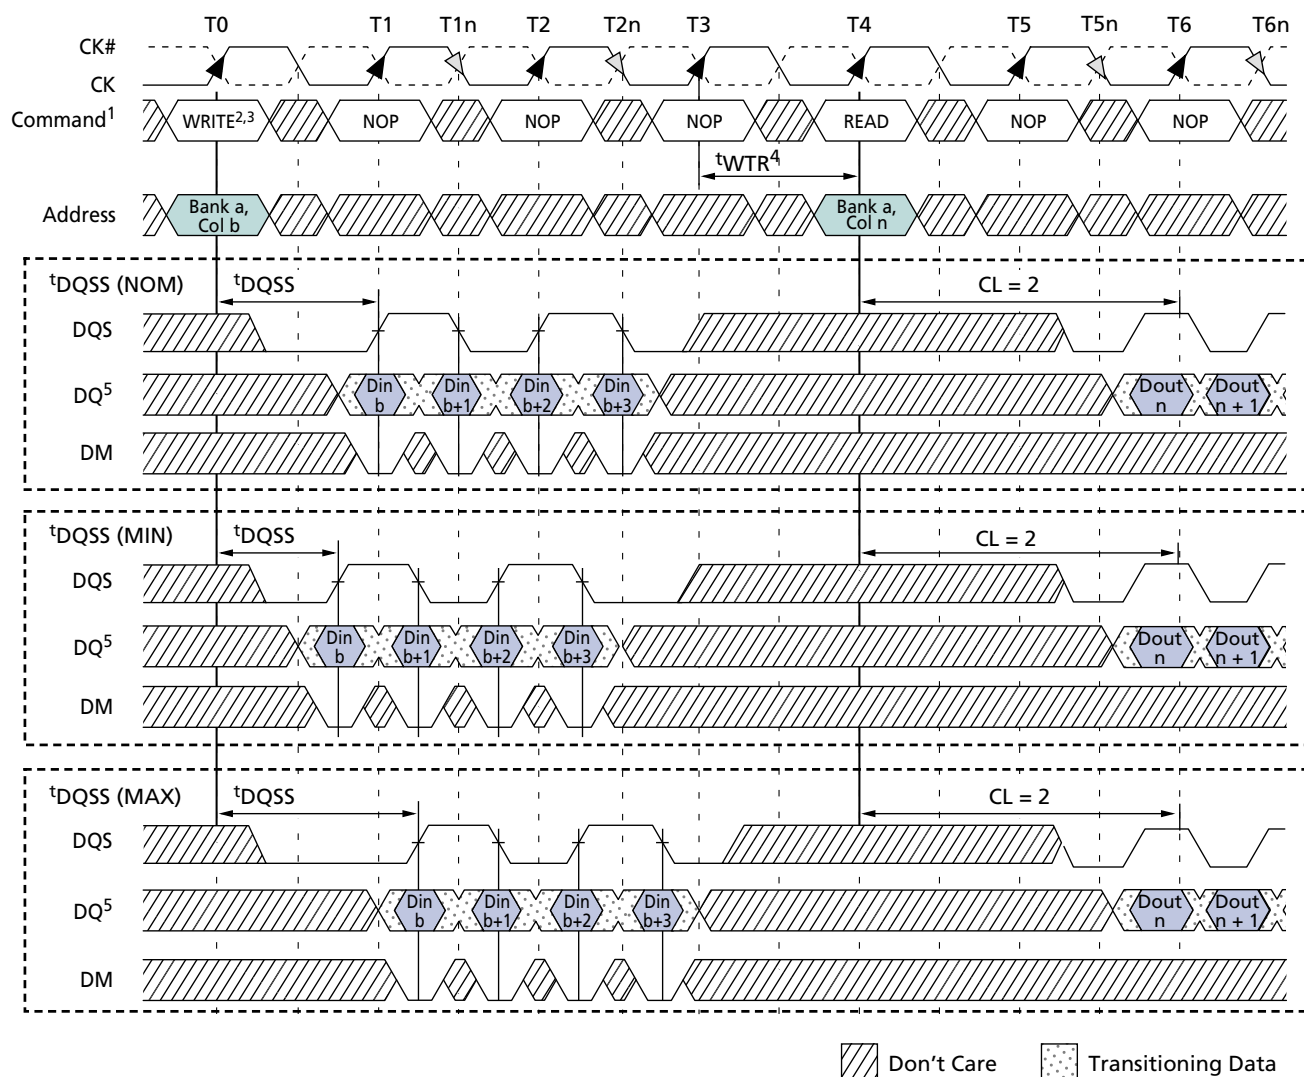 T0 T1 T1n T2 T2n T3 T4 T5 T5n T6 T6n
CK#
CK
Command1 WRITE2,3 NOP NOP NOP READ NOP NOP
tWTR4
Address Bank a, Col b Bank a, Col n
tDQSS (NOM) tDQSS CL = 2
DQS
DQ5 Din b Din b+1 Din b+2 Din b+3 Dout n Dout n + 1
DM
tDQSS (MIN) tDQSS CL = 2
DQS
DQ5 Din b Din b+1 Din b+2 Din b+3 Dout n Dout n + 1
DM
tDQSS (MAX) tDQSS CL = 2
DQS
DQ5 Din b Din b+1 Din b+2 Din b+3 Dout n Dout n + 1
DM
Don't Care Transitioning Data